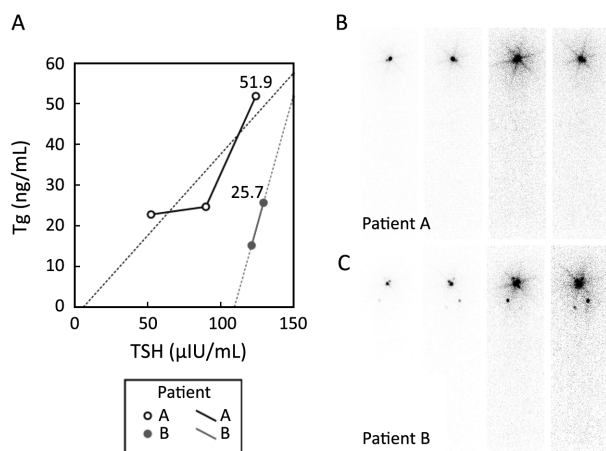 A
B
60
51.9
50
40
30
25.7
20
10
0
Tg (ng/mL)
0
50
100
150
TSH (μIU/mL)
Patient
A
A
B
B
Patient A
C
Patient B